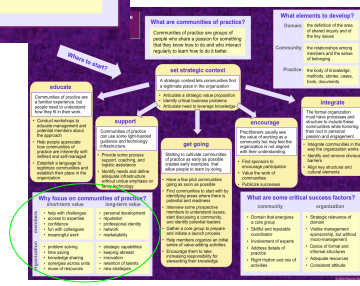 What are communities of practice?
Communities of practice are groups
of people who share a passion for something
that they know how to do and who interact
regularly to learn how to do it better.
What elements to develop?
Domain: the definition of the area
of shared inquiry and of
the key issues
Community: the relationships among
members and the sense
of belonging
Practice: the body of knowledge,
methods, stories, cases,
tools, documents
Where to start?
set strategic context
A strategic context lets communities find
a legitimate place in the organization
• Articulate a strategic value proposition
• Identify critical business problems
• Articulate need to leverage knowledge
educate
Communities of practice are
a familiar experience, but
people need to understand
how they fit in their work.
• Conduct workshops to
educate management and
potential members about
the approach
• Help people appreciate
how communities of
practice are inherently self-
defined and self-managed
• Establish a language to
legitimize communities and
establish their place in the
organization
support
Communities of practice
can use some light-handed
guidance and technology
infrastructure.
• Provide some process
support, coaching, and
logistic assistance
• Identify needs and define
adequate infrastructure
without undue emphasis on
fancy technology
get going
Starting to cultivate communities
of practice as early as possible
creates early examples that
allow people to learn by doing.
• Have a few pilot communities
going as soon as possible
• Find communities to start with by
identifying areas where there is
potential and readiness
• Interview some prospective
members to understand issues,
start discussing a community,
and identify potential leaders
• Gather a core group to prepare
and initiate a launch process
• Help members organize an initial
series of value-adding activities
• Encourage them to take
increasing responsibility for
stewarding their knowledge
encourage
Practitioners usually see
the value of working as a
community but may feel the
organization is not aligned
with their understanding.
• Find sponsors to
encourage participation
• Value the work of
communities
• Publicize successes
integrate
The formal organization
must have processes and
structure to include these
communities while honoring
their root in personal
passion and engagement.
• Integrate communities in the
way the organization works
• Identify and remove obvious
barriers
• Align key structural and
cultural elements
Why focus on communities of practice?
short-term value
long-term value
members
• help with challenges
• access to expertise
• confidence
• fun with colleagues
• meaningful work
• personal development
• reputation
• professional identity
• network
• marketability
organization
• problem solving
• time saving
• knowledge sharing
• synergies across units
• reuse of resources
• strategic capabilities
• keeping abreast
• innovation
• retention of talents
• new strategies
What are some critical success factors?
community
organization
• Domain that energizes
a core group
• Skillful and reputable
coordinator
• Involvement of experts
• Address details of
practice
• Right rhythm and mix of
activities
• Strategic relevance of
domain
• Visible management
sponsorship, but without
micro-management
• Dance of formal and
informal structures
• Adequate resources
• Consistent attitude